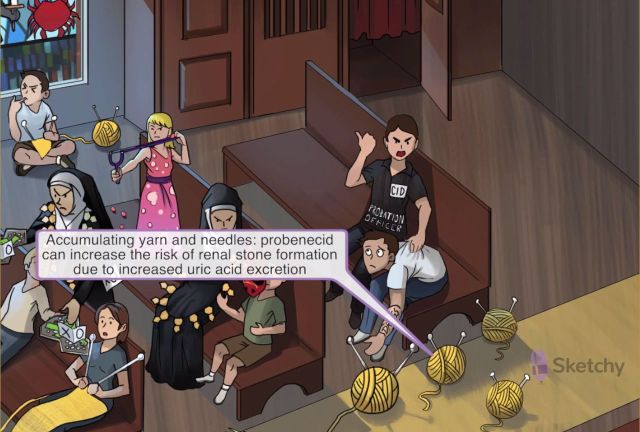 CID
PROBATION
OFFICER
Accumulating yarn and needles: probenecid
can increase the risk of renal stone formation
due to increased uric acid excretion
Sketchy